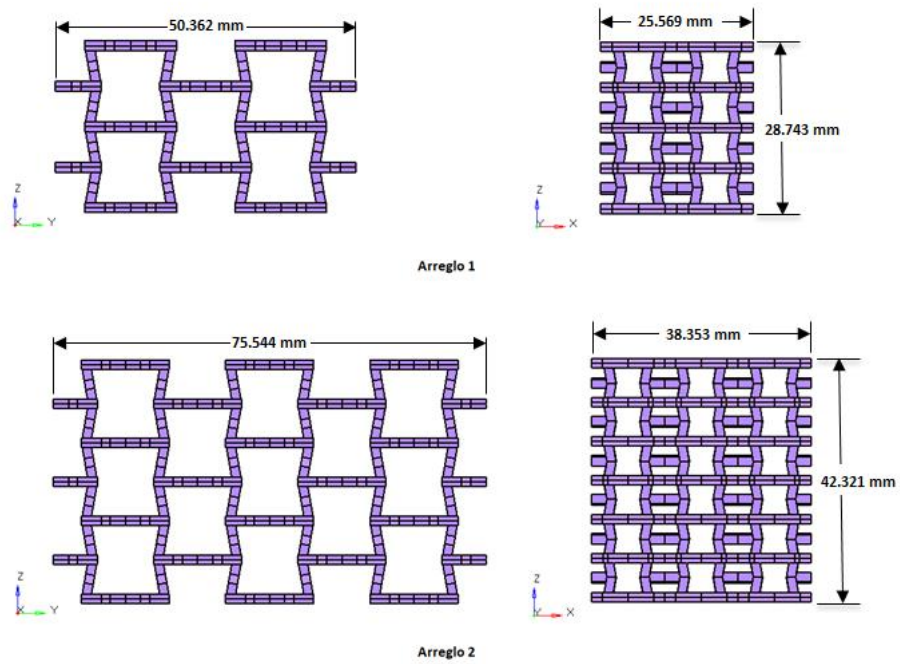 50.362 mm
25.569 mm
28.743 mm
Z
X
Y
Z
Y
X
Arreglo 1
75.544 mm
38.353 mm
42.321 mm
Z
X
Y
Z
Y
X
Arreglo 2